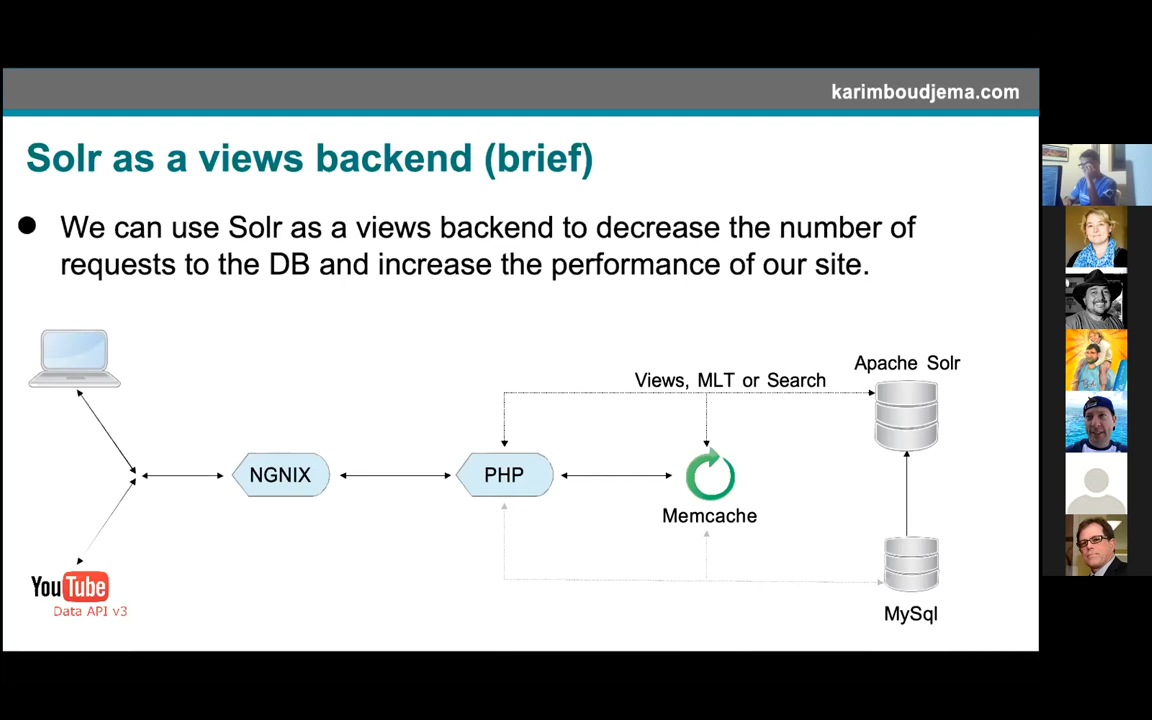 karimboudjema.com
Solr as a views backend (brief)
● We can use Solr as a views backend to decrease the number of
requests to the DB and increase the performance of our site.
Apache Solr
Views, MLT or Search
NGNIX
PHP
Memcache
YouTube
Data API v3
MySql